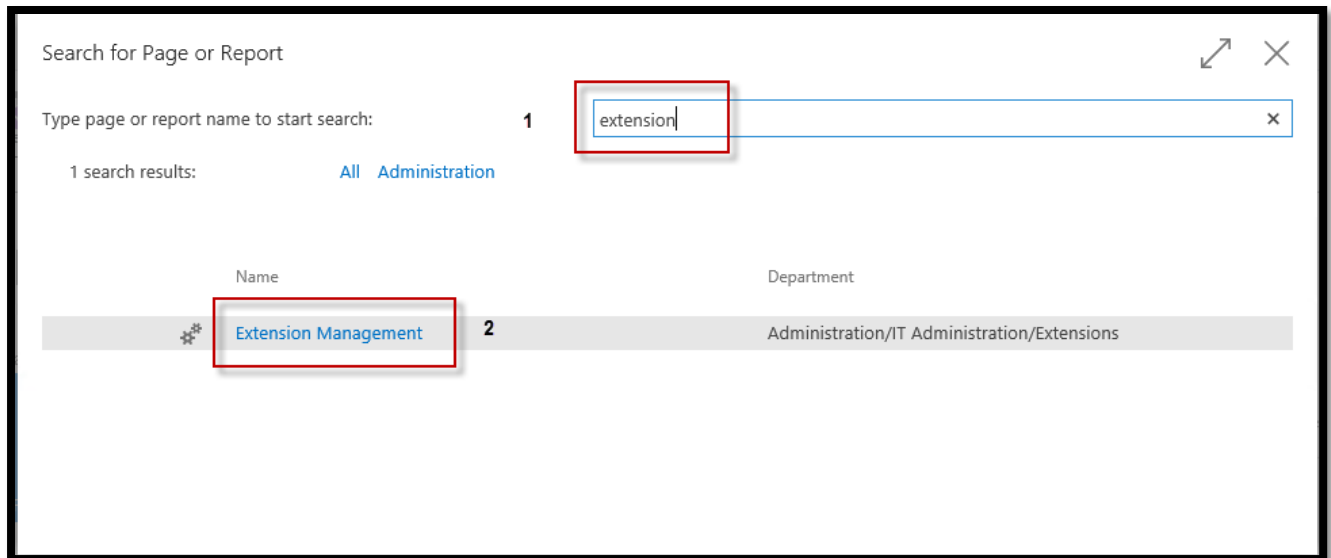 Search for Page or Report
Type page or report name to start search: 1 extension
1 search results: All Administration
Name Department
Extension Management 2 Administration/IT Administration/Extensions